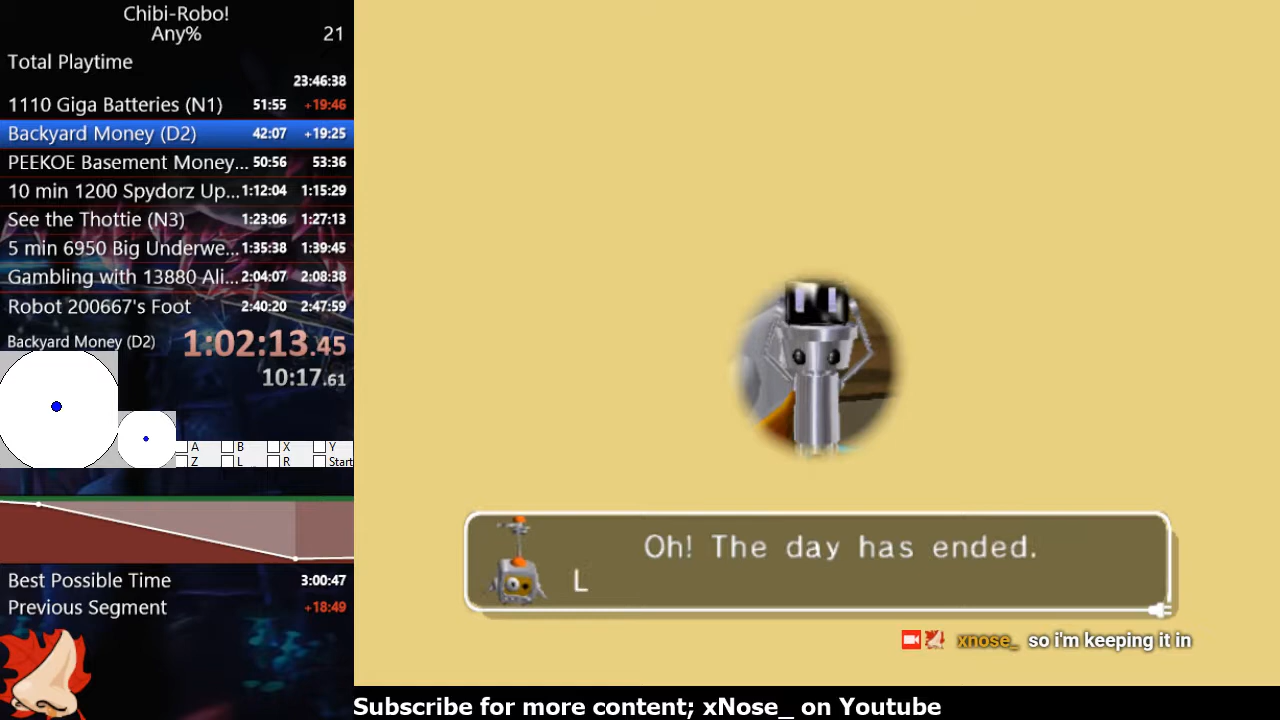 Chibi-Robo!
Any% 21
Total Playtime
23:46:38
1110 Giga Batteries (N1) 51:55 +19:46
Backyard Money (D2) 42:07 +19:25
PEEKOE Basement Money... 50:56 53:36
10 min 1200 Spydorz Up... 1:12:04 1:15:29
See the Thottie (N3) 1:23:06 1:27:13
5 min 6950 Big Underwe... 1:35:38 1:39:45
Gambling with 13880 Ali... 2:04:07 2:08:38
Robot 200667's Foot 2:40:20 2:47:59
Backyard Money (D2) 1:02:13.45
10:17.61
A B X Y
Z L R Start
Best Possible Time 3:00:47
Previous Segment +18:49
Oh! The day has ended.
L
xnose_ so i'm keeping it in
Subscribe for more content; xNose_ on Youtube